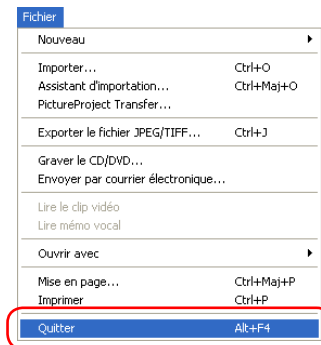 Fichier
Nouveau
Importer... Ctrl+O
Assistant d'importation... Ctrl+Maj+O
PictureProject Transfer...
Exporter le fichier JPEG/TIFF... Ctrl+J
Graver le CD/DVD...
Envoyer par courrier électronique...
Lire le clip vidéo
Lire mémo vocal
Ouvrir avec
Mise en page... Ctrl+Maj+P
Imprimer Ctrl+P
Quitter Alt+F4